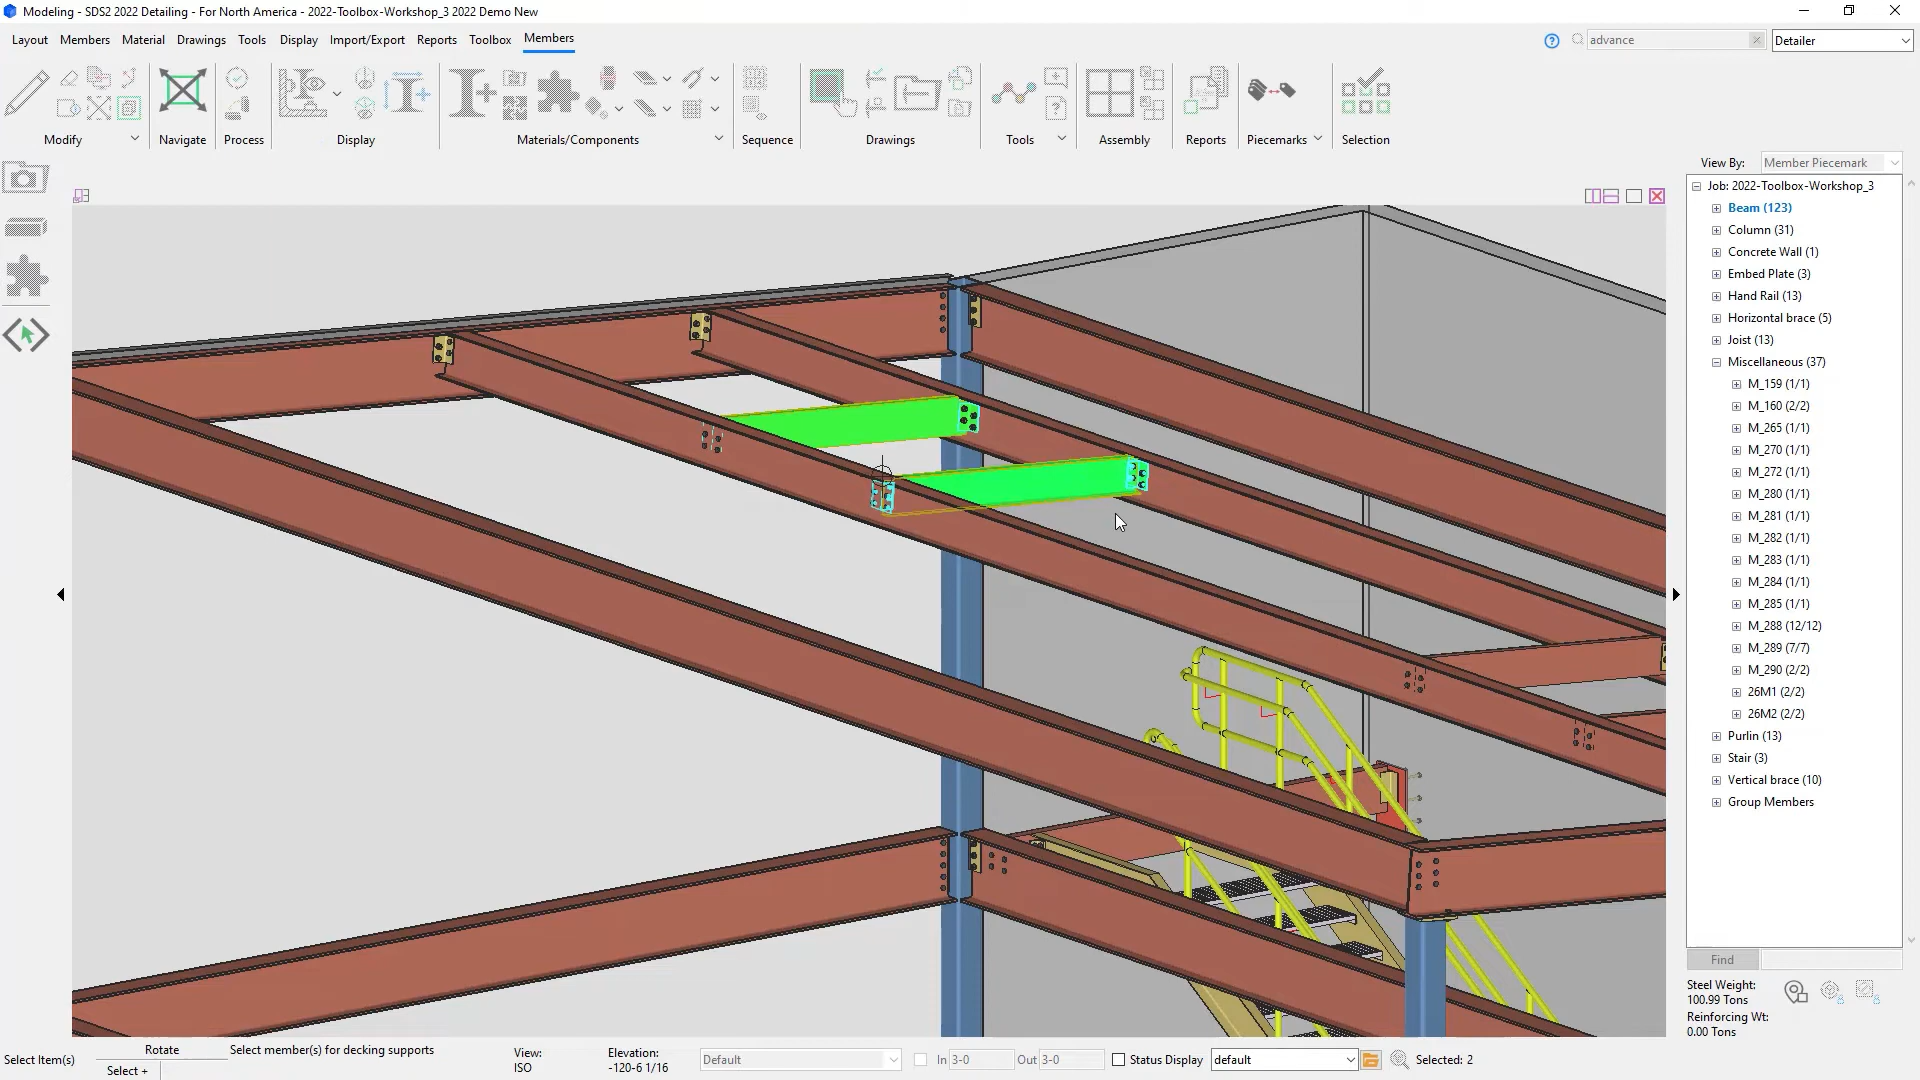 Modeling - SDS2 2022 Detailing - For North America - 2022-Toolbox-Workshop_3 2022 Demo New
Layout Members Material Drawings Tools Display Import/Export Reports Toolbox Members
advance
Detailer
Modify Navigate Process Display Materials/Components Sequence Drawings Tools Assembly Reports Piecemarks Selection
View By: Member Piecemark
Job: 2022-Toolbox-Workshop_3
Beam (123)
Column (31)
Concrete Wall (1)
Embed Plate (3)
Hand Rail (13)
Horizontal brace (5)
Joist (13)
Miscellaneous (37)
M_159 (1/1)
M_160 (2/2)
M_265 (1/1)
M_270 (1/1)
M_272 (1/1)
M_280 (1/1)
M_281 (1/1)
M_282 (1/1)
M_283 (1/1)
M_284 (1/1)
M_285 (1/1)
M_288 (12/12)
M_289 (7/7)
M_290 (2/2)
26M1 (2/2)
26M2 (2/2)
Purlin (13)
Stair (3)
Vertical brace (10)
Group Members
Find
Steel Weight:
100.99 Tons
Reinforcing Wt:
0.00 Tons
Select Item(s)
Rotate
Select +
Select member(s) for decking supports
View:
ISO
Elevation:
-120-6 1/16
Default
In 3-0 Out 3-0
Status Display
default
Selected: 2